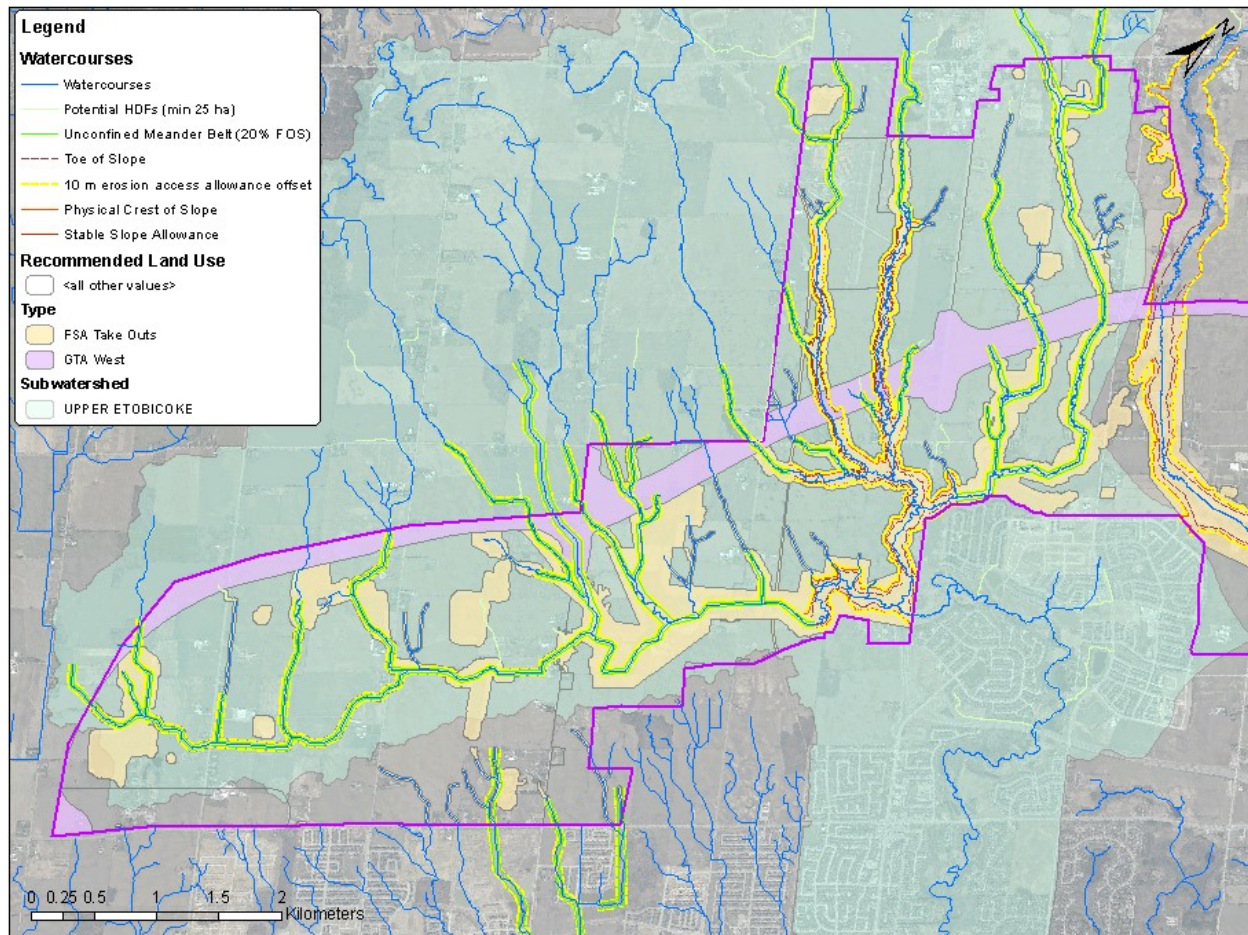 Legend
Watercourses
Watercourses
Potential HDFs (min 25 ha)
Unconfined Meander Belt (20% FOS)
Toe of Slope
10 m erosion access allowance offset
Physical Crest of Slope
Stable Slope Allowance
Recommended Land Use
<all other values>
Type
FSA Take Outs
GTA West
Subwatershed
UPPER ETOBICOKE
N
0 0.25 0.5 1 1.5 2
Kilometers